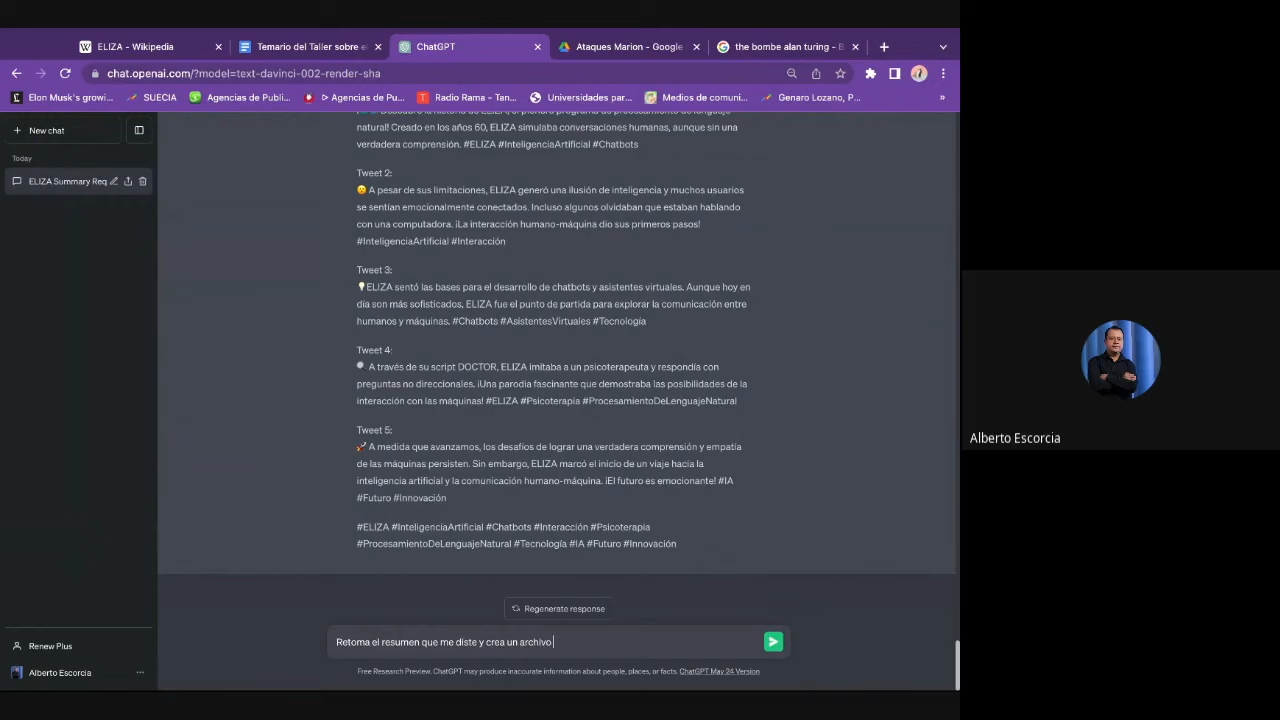 ELIZA - Wikipedia
Temario del Taller sobre e
ChatGPT
Ataques Marion - Google
the bombe alan turing - B
chat.openai.com/?model=text-davinci-002-render-sha
Elon Musk's growi...
SUECIA
Agencias de Publi...
Agencias de Pu...
Radio Rama - Tan...
Universidades par...
Medios de comuni...
Genaro Lozano, P...
»
New chat
Today
ELIZA Summary Req
natural! Creado en los años 60, ELIZA simulaba conversaciones humanas, aunque sin una
verdadera comprensión. #ELIZA #InteligenciaArtificial #Chatbots
Tweet 2:
A pesar de sus limitaciones, ELIZA generó una ilusión de inteligencia y muchos usuarios
se sentían emocionalmente conectados. Incluso algunos olvidaban que estaban hablando
con una computadora. ¡La interacción humano-máquina dio sus primeros pasos!
#InteligenciaArtificial #Interacción
Tweet 3:
ELIZA sentó las bases para el desarrollo de chatbots y asistentes virtuales. Aunque hoy en
día son más sofisticados, ELIZA fue el punto de partida para explorar la comunicación entre
humanos y máquinas. #Chatbots #AsistentesVirtuales #Tecnología
Tweet 4:
A través de su script DOCTOR, ELIZA imitaba a un psicoterapeuta y respondía con
preguntas no direccionales. ¡Una parodia fascinante que demostraba las posibilidades de la
interacción con las máquinas! #ELIZA #Psicoterapia #ProcesamientoDeLenguajeNatural
Tweet 5:
A medida que avanzamos, los desafíos de lograr una verdadera comprensión y empatía
de las máquinas persisten. Sin embargo, ELIZA marcó el inicio de un viaje hacia la
inteligencia artificial y la comunicación humano-máquina. ¡El futuro es emocionante! #IA
#Futuro #Innovación
#ELIZA #InteligenciaArtificial #Chatbots #Interacción #Psicoterapia
#ProcesamientoDeLenguajeNatural #Tecnología #IA #Futuro #Innovación
Regenerate response
Retoma el resumen que me diste y crea un archivo
Free Research Preview. ChatGPT may produce inaccurate information about people, places, or facts. ChatGPT May 24 Version
Renew Plus
Alberto Escorcia
Alberto Escorcia